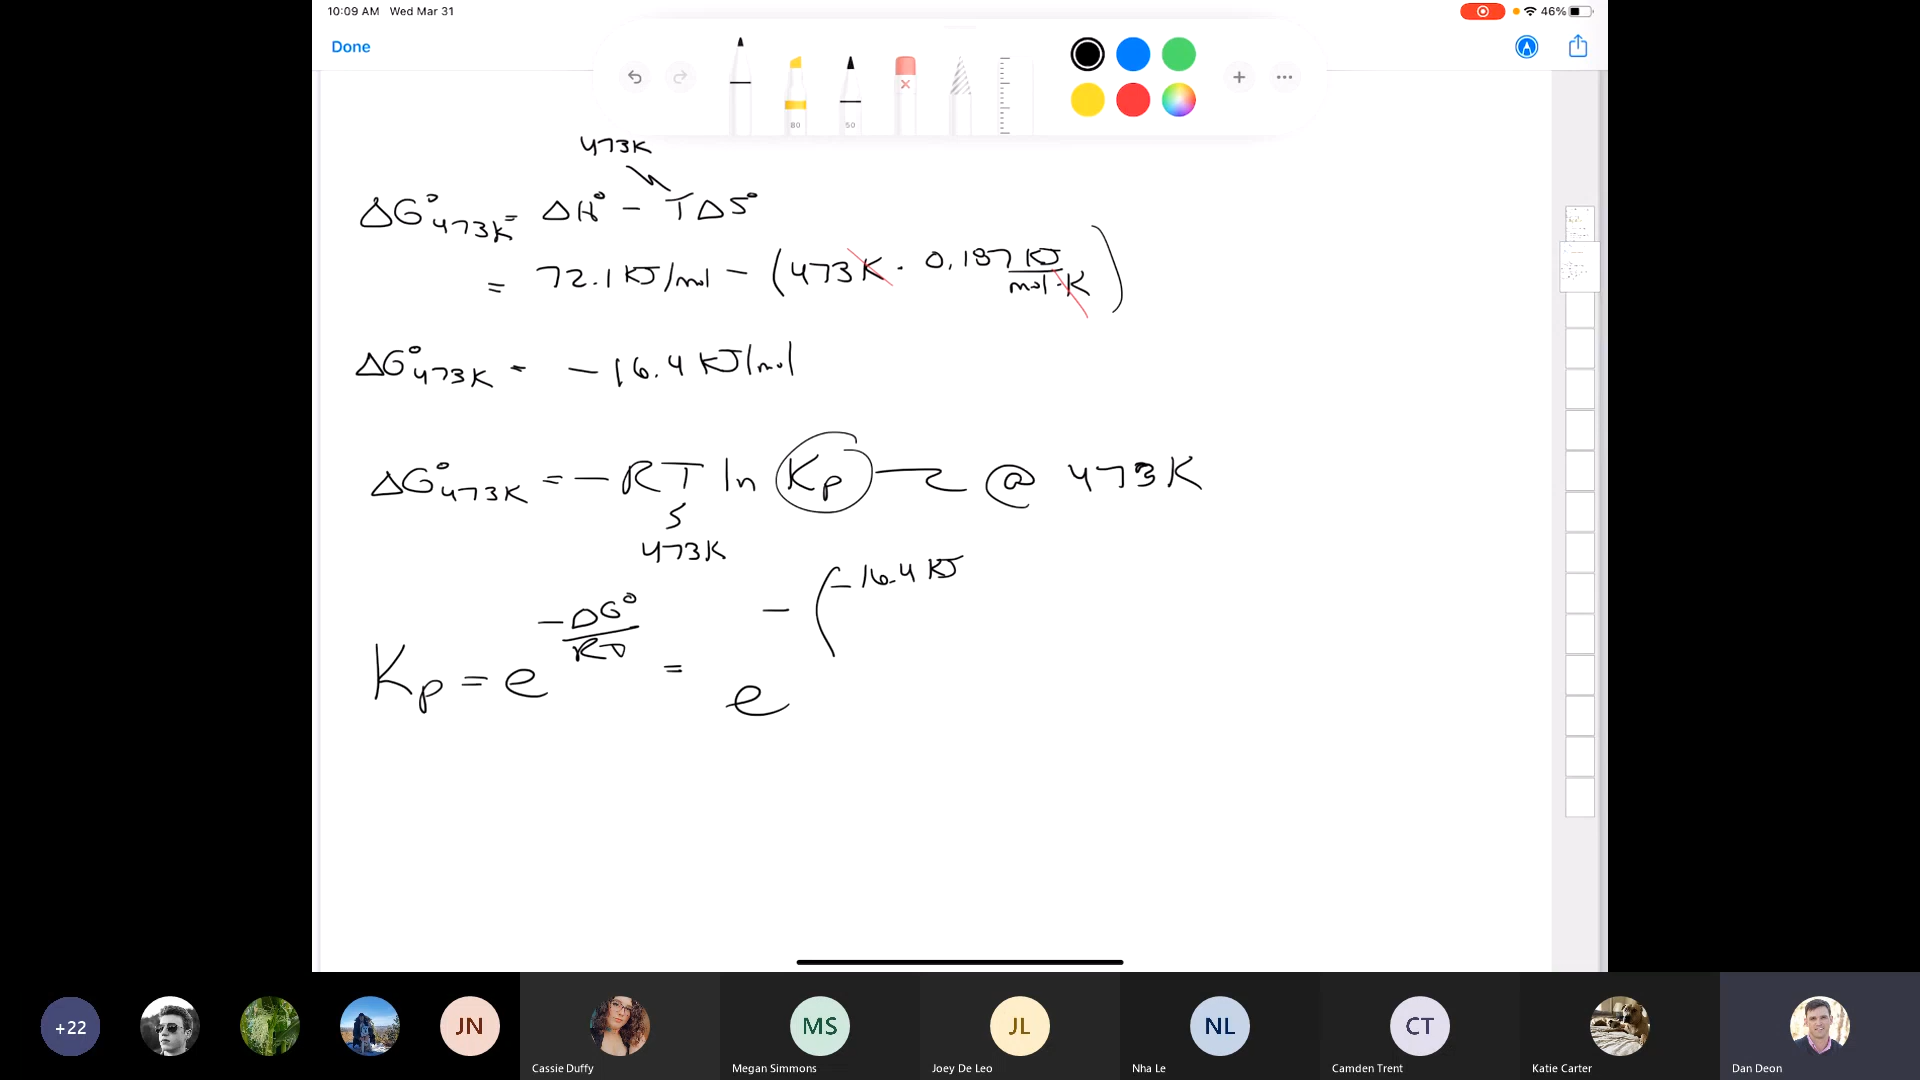 10:09 AM Wed Mar 31
46%
Done
80
50
473K
ΔG°473K = ΔH° - TΔS°
= 72.1 KJ/mol - (473K · 0.187 KJ/mol·K)
ΔG°473K = -16.4 KJ/mol
ΔG°473K = -RT ln Kp @ 473K
473K
-16.4 KJ
Kp = e -ΔG°/RT = e -(
+22
JN
MS
JL
NL
CT
Cassie Duffy
Megan Simmons
Joey De Leo
Nha Le
Camden Trent
Katie Carter
Dan Deon